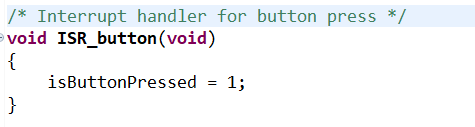 /* Interrupt handler for button press */
void ISR_button(void)
{
    isButtonPressed = 1;
}